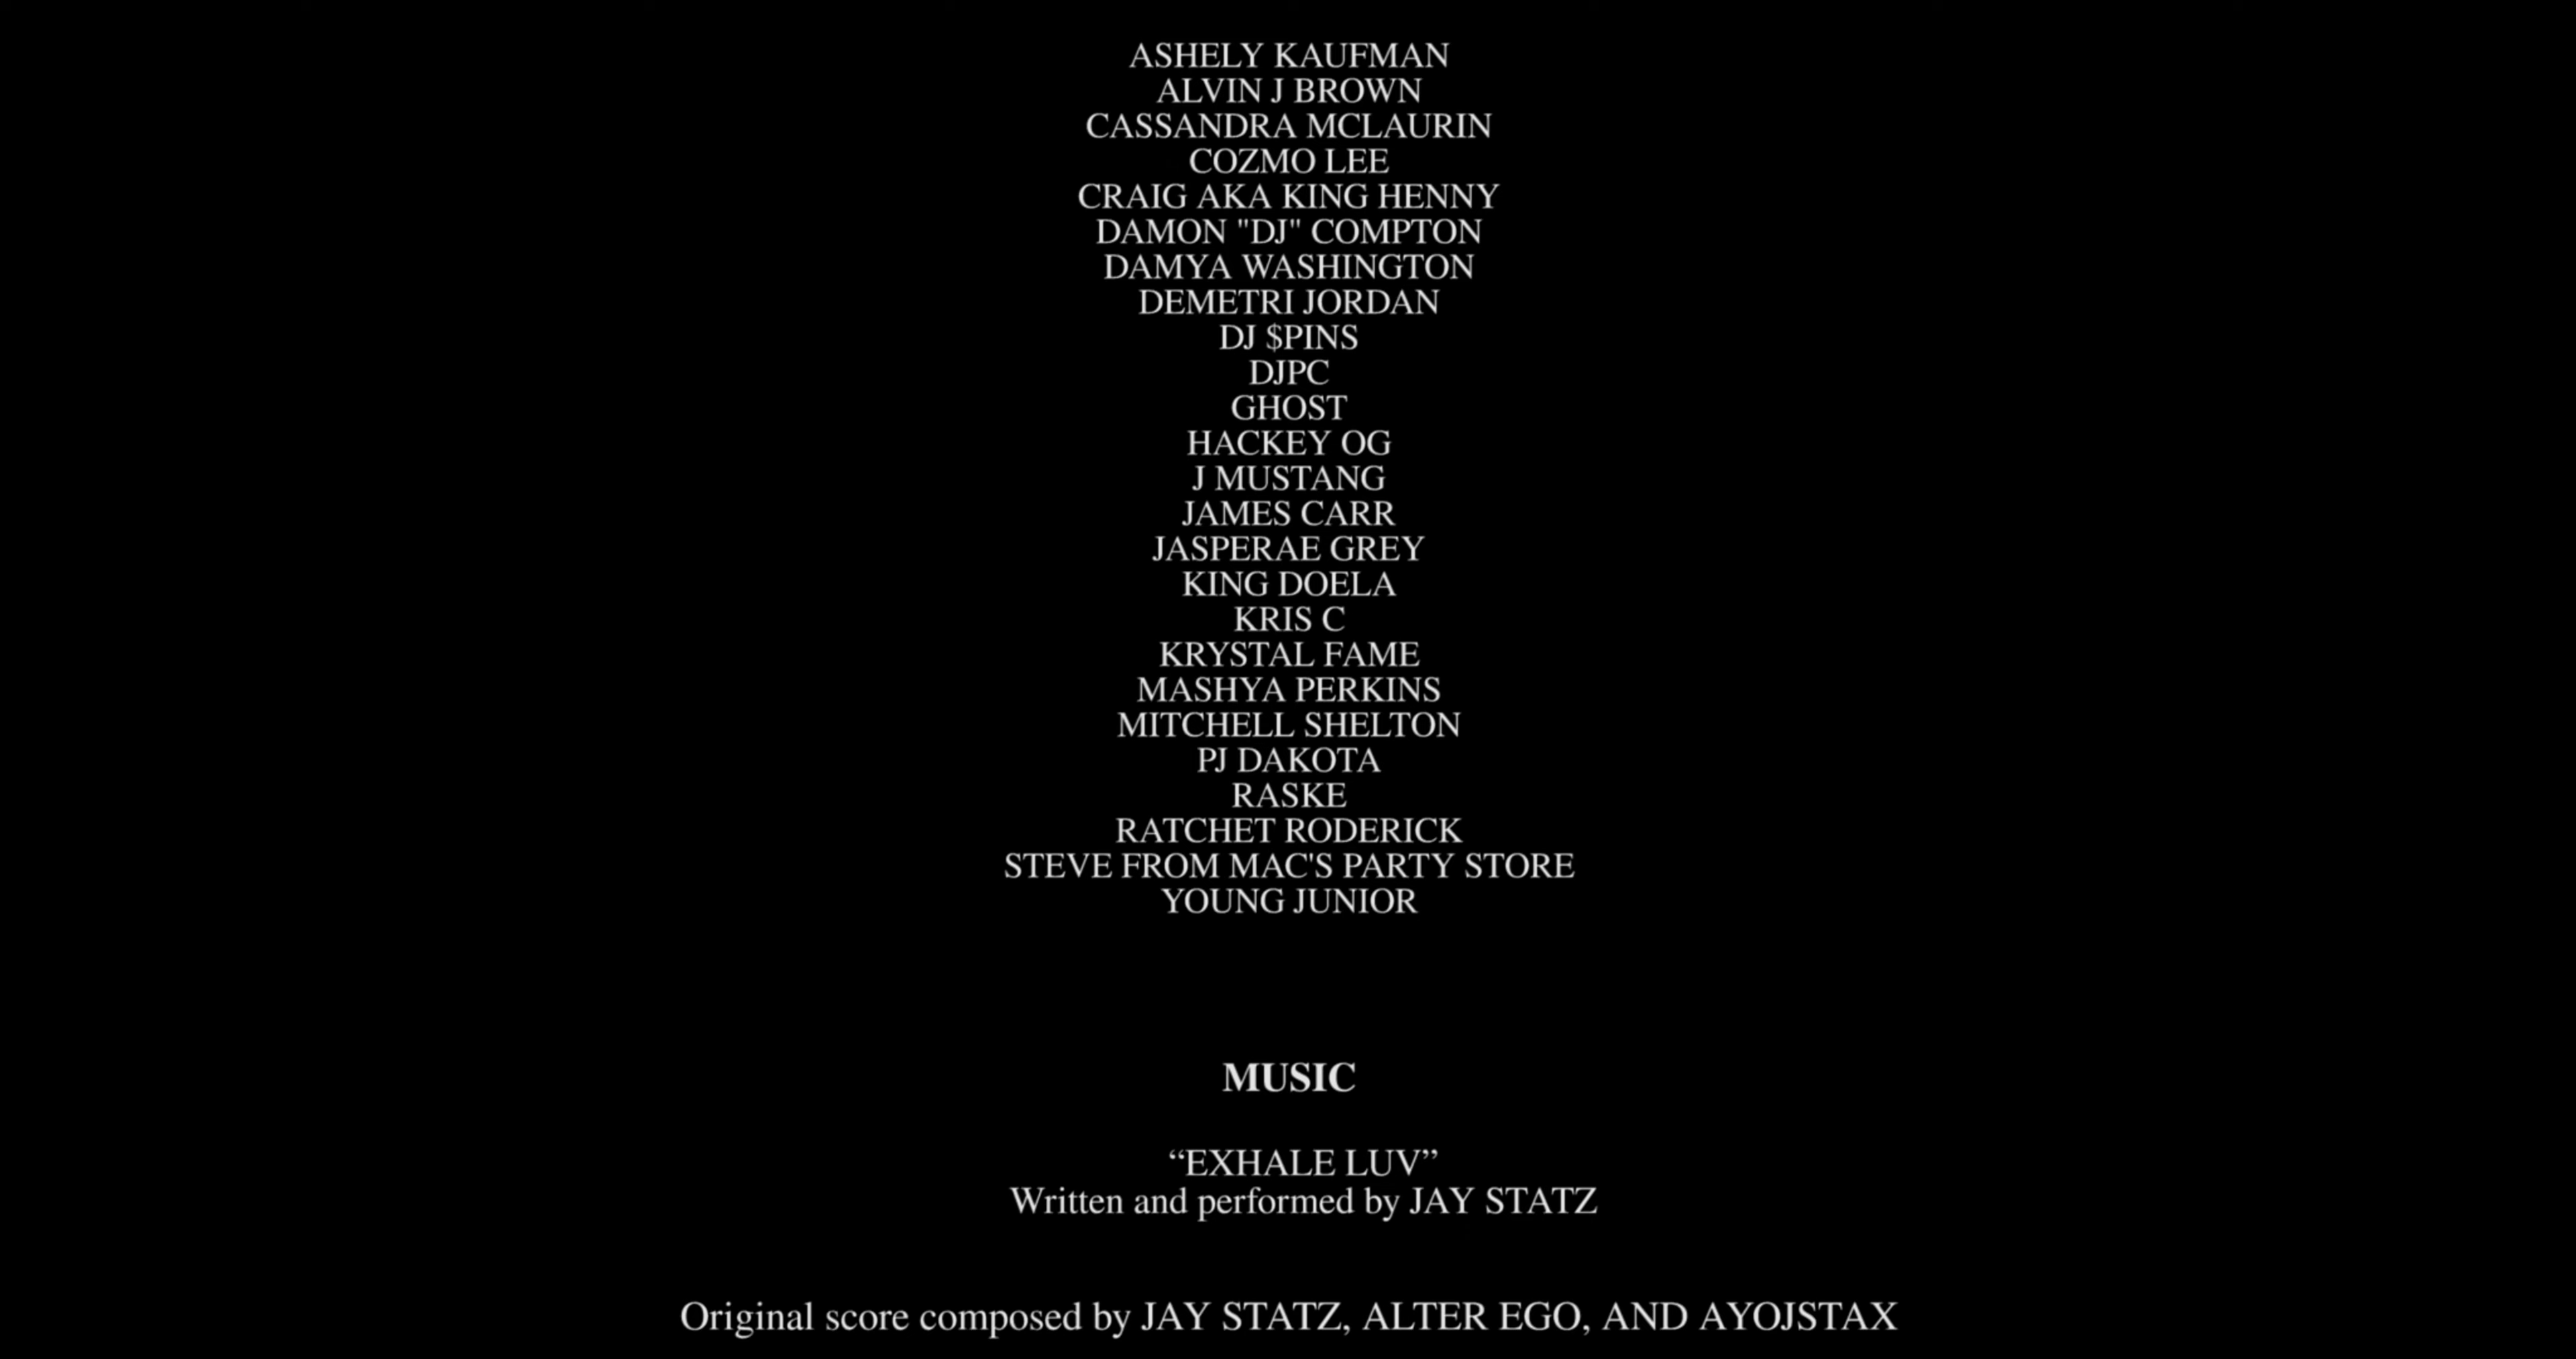 ASHELY KAUFMAN
ALVIN J BROWN
CASSANDRA MCLAURIN
COZMO LEE
CRAIG AKA KING HENNY
DAMON "DJ" COMPTON
DAMYA WASHINGTON
DEMETRI JORDAN
DJ $PINS
DJPC
GHOST
HACKEY OG
J MUSTANG
JAMES CARR
JASPERAE GREY
KING DOELA
KRIS C
KRYSTAL FAME
MASHYA PERKINS
MITCHELL SHELTON
PJ DAKOTA
RASKE
RATCHET RODERICK
STEVE FROM MAC'S PARTY STORE
YOUNG JUNIOR
MUSIC
“EXHALE LUV”
Written and performed by JAY STATZ
Original score composed by JAY STATZ, ALTER EGO, AND AYOJSTAX